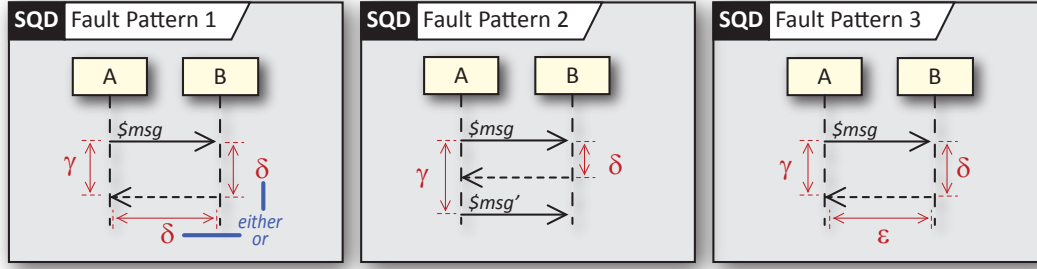 SQD Fault Pattern 1
A B
$msg
γ δ
δ either
or
SQD Fault Pattern 2
A B
$msg
γ δ
$msg'
SQD Fault Pattern 3
A B
$msg
γ δ
ε